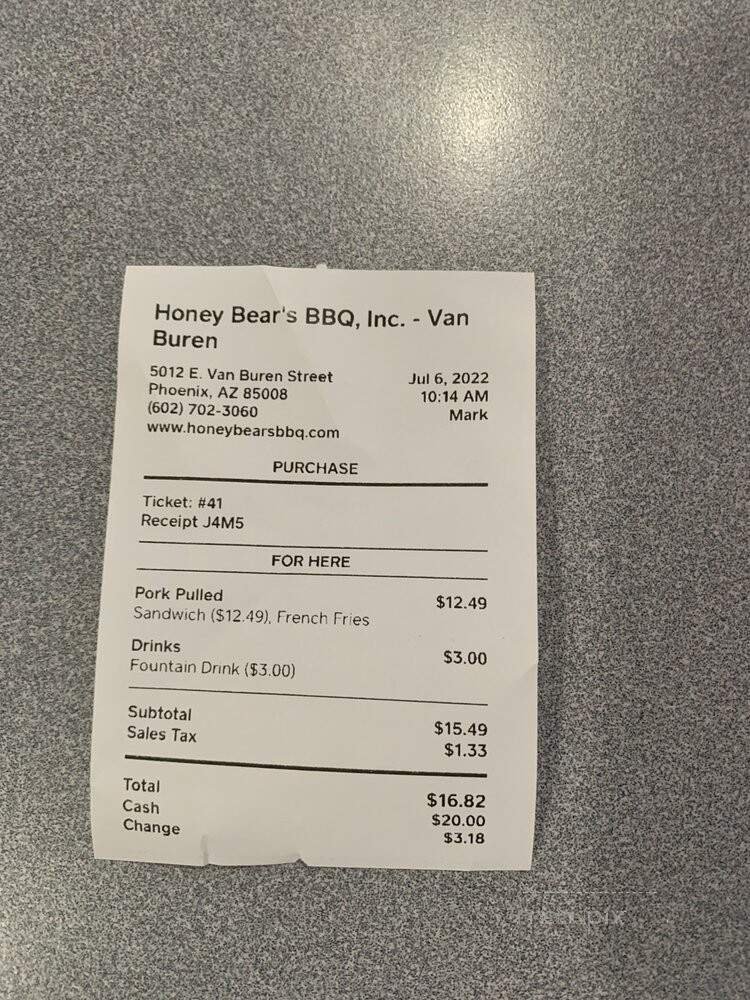 Honey Bear's BBQ, Inc. - Van
Buren
5012 E. Van Buren Street
Phoenix, AZ 85008
(602) 702-3060
www.honeybearsbbq.com
Jul 6, 2022
10:14 AM
Mark
PURCHASE
Ticket: #41
Receipt J4M5
FOR HERE
Pork Pulled $12.49
Sandwich ($12.49), French Fries
Drinks $3.00
Fountain Drink ($3.00)
Subtotal $15.49
Sales Tax $1.33
Total $16.82
Cash $20.00
Change $3.18